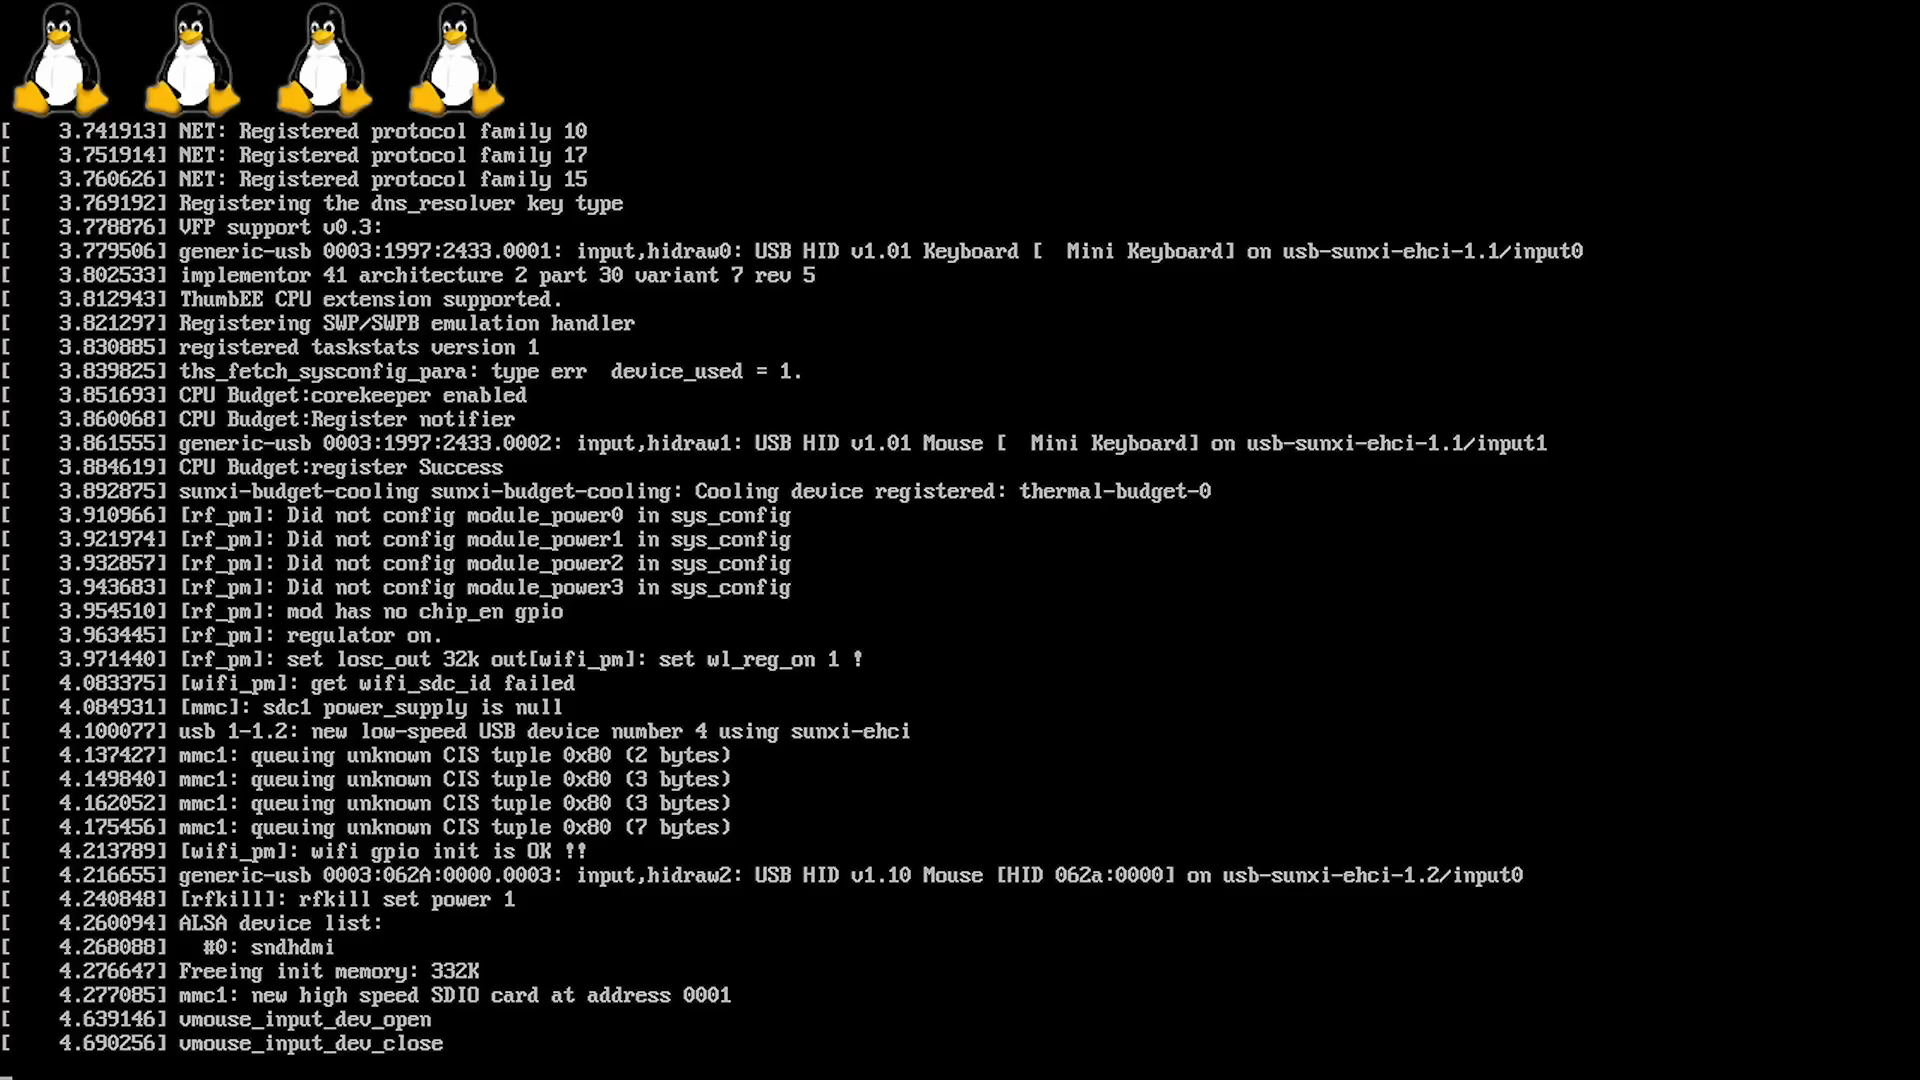 [    3.741913] NET: Registered protocol family 10
[    3.751914] NET: Registered protocol family 17
[    3.760626] NET: Registered protocol family 15
[    3.769192] Registering the dns_resolver key type
[    3.778876] VFP support v0.3:
[    3.779506] generic-usb 0003:1997:2433.0001: input,hidraw0: USB HID v1.01 Keyboard [  Mini Keyboard] on usb-sunxi-ehci-1.1/input0
[    3.802533] implementor 41 architecture 2 part 30 variant 7 rev 5
[    3.812943] ThumbEE CPU extension supported.
[    3.821297] Registering SWP/SWPB emulation handler
[    3.830885] registered taskstats version 1
[    3.839825] ths_fetch_sysconfig_para: type err  device_used = 1.
[    3.851693] CPU Budget:corekeeper enabled
[    3.860068] CPU Budget:Register notifier
[    3.861555] generic-usb 0003:1997:2433.0002: input,hidraw1: USB HID v1.01 Mouse [  Mini Keyboard] on usb-sunxi-ehci-1.1/input1
[    3.884619] CPU Budget:register Success
[    3.892875] sunxi-budget-cooling sunxi-budget-cooling: Cooling device registered: thermal-budget-0
[    3.910966] [rf_pm]: Did not config module_power0 in sys_config
[    3.921974] [rf_pm]: Did not config module_power1 in sys_config
[    3.932857] [rf_pm]: Did not config module_power2 in sys_config
[    3.943683] [rf_pm]: Did not config module_power3 in sys_config
[    3.954510] [rf_pm]: mod has no chip_en gpio
[    3.963445] [rf_pm]: regulator on.
[    3.971440] [rf_pm]: set losc_out 32k out[wifi_pm]: set wl_reg_on 1 !
[    4.083375] [wifi_pm]: get wifi_sdc_id failed
[    4.084931] [mmc]: sdc1 power_supply is null
[    4.100077] usb 1-1.2: new low-speed USB device number 4 using sunxi-ehci
[    4.137427] mmc1: queuing unknown CIS tuple 0x80 (2 bytes)
[    4.149840] mmc1: queuing unknown CIS tuple 0x80 (3 bytes)
[    4.162052] mmc1: queuing unknown CIS tuple 0x80 (3 bytes)
[    4.175456] mmc1: queuing unknown CIS tuple 0x80 (7 bytes)
[    4.213789] [wifi_pm]: wifi gpio init is OK !!
[    4.216655] generic-usb 0003:062A:0000.0003: input,hidraw2: USB HID v1.10 Mouse [HID 062a:0000] on usb-sunxi-ehci-1.2/input0
[    4.240848] [rfkill]: rfkill set power 1
[    4.260094] ALSA device list:
[    4.268088]   #0: sndhdmi
[    4.276647] Freeing init memory: 332K
[    4.277085] mmc1: new high speed SDIO card at address 0001
[    4.639146] vmouse_input_dev_open
[    4.690256] vmouse_input_dev_close